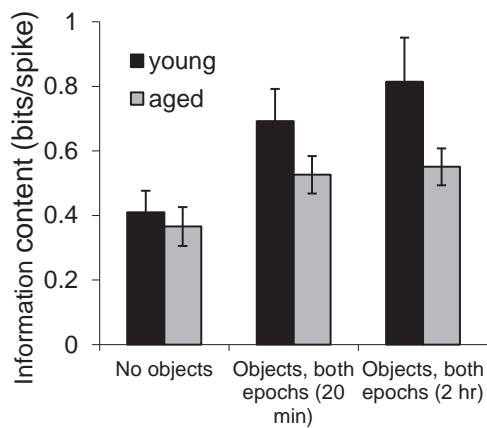 Information content (bits/spike)
1
0.8
0.6
0.4
0.2
0
young
aged
No objects
Objects, both
epochs (20
min)
Objects, both
epochs (2 hr)